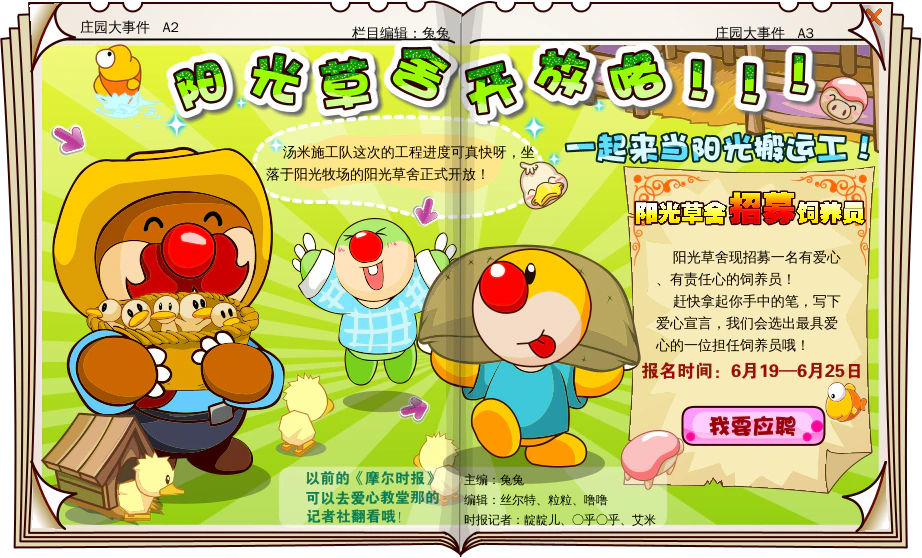 庄园大事件 A2
栏目编辑：兔兔
庄园大事件 A3
阳光草舍开放咯！！！
一起来当阳光搬运工！
汤米施工队这次的工程进度可真快呀，坐
落于阳光牧场的阳光草舍正式开放！
阳光草舍招募饲养员
阳光草舍现招募一名有爱心
、有责任心的饲养员！
赶快拿起你手中的笔，写下
爱心宣言，我们会选出最具爱
心的一位担任饲养员哦！
报名时间：6月19—6月25日
我要应聘
以前的《摩尔时报》
可以去爱心教堂那的
记者社翻看哦！
主编：兔兔
编辑：丝尔特、粒粒、噜噜
时报记者：靛靛儿、〇乎〇乎、艾米